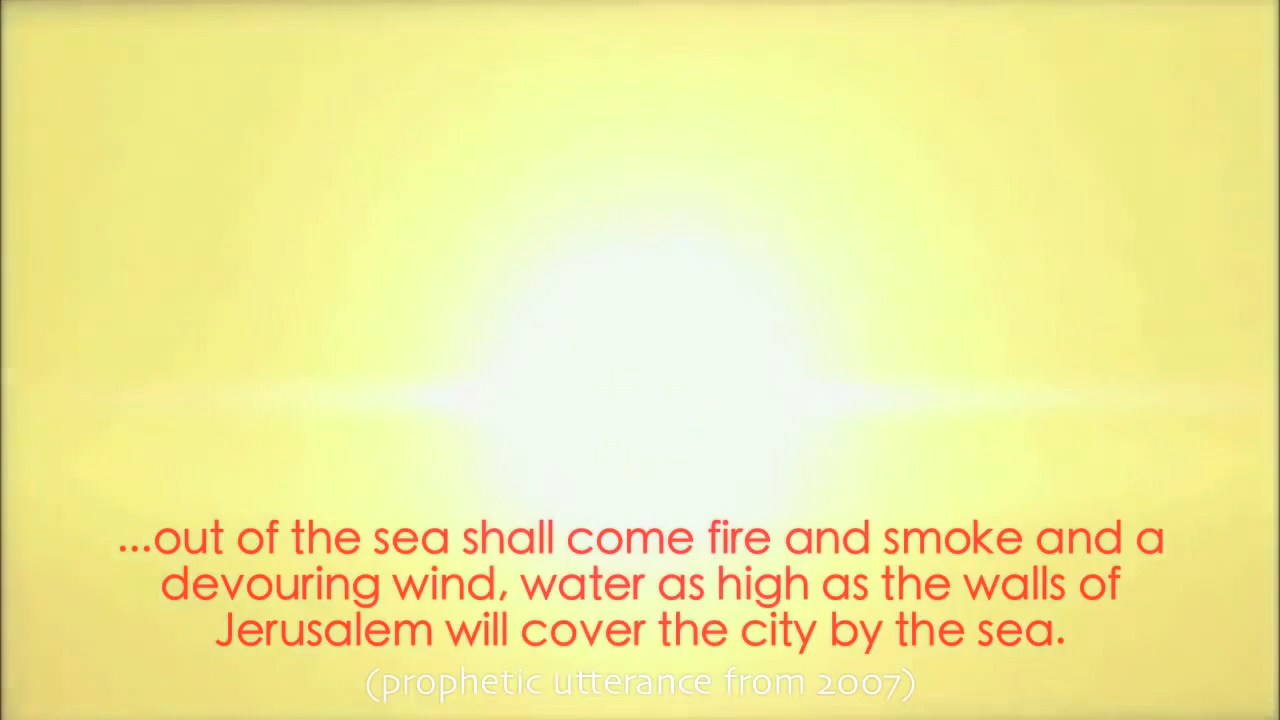 ...out of the sea shall come fire and smoke and a
devouring wind, water as high as the walls of
Jerusalem will cover the city by the sea.
(prophetic utterance from 2007)